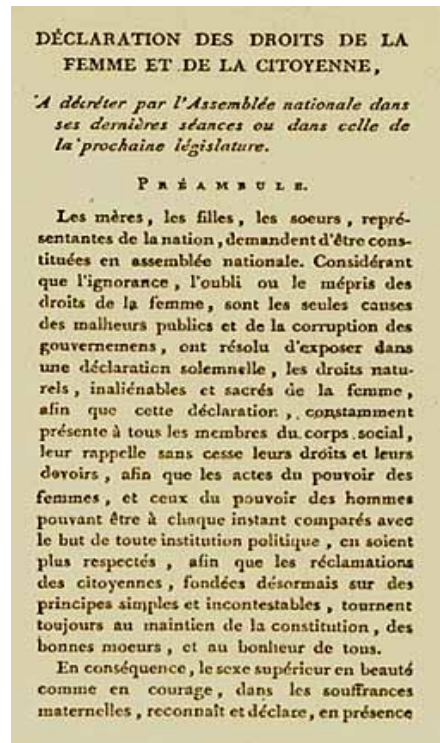 DÉCLARATION DES DROITS DE LA
FEMME ET DE LA CITOYENNE,
A décréter par l'Assemblée nationale dans
ses dernières séances ou dans celle de
la prochaine législature.
PRÉAMBULE.
Les mères, les filles, les soeurs, repré-
sentantes de la nation, demandent d'être cons-
tituées en assemblée nationale. Considérant
que l'ignorance, l'oubli ou le mépris des
droits de la femme, sont les seules causes
des malheurs publics et de la corruption des
gouvernemens, ont résolu d'exposer dans
une déclaration solemnelle, les droits natu-
rels, inaliénables et sacrés de la femme,
afin que cette déclaration, constamment
présente à tous les membres du corps social,
leur rappelle sans cesse leurs droits et leurs
devoirs, afin que les actes du pouvoir des
femmes, et ceux du pouvoir des hommes
pouvant être à chaque instant comparés avec
le but de toute institution politique, en soient
plus respectés, afin que les réclamations
des citoyennes, fondées désormais sur des
principes simples et incontestables, tournent
toujours au maintien de la constitution, des
bonnes moeurs, et au bonheur de tous.
En conséquence, le sexe supérieur en beauté
comme en courage, dans les souffrances
maternelles, reconnaît et déclare, en présence